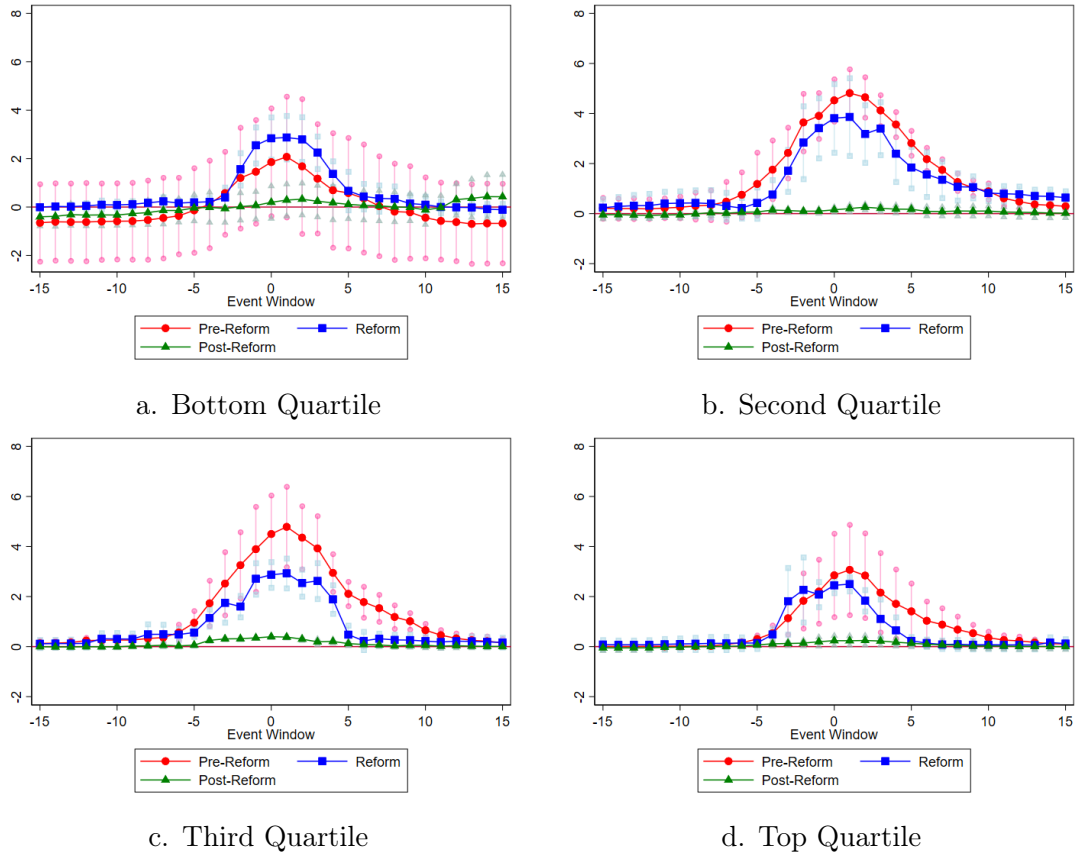 8
6
4
2
0
-2
-15 -10 -5 0 5 10 15
Event Window
Pre-Reform Reform
Post-Reform
a. Bottom Quartile
8
6
4
2
0
-2
-15 -10 -5 0 5 10 15
Event Window
Pre-Reform Reform
Post-Reform
b. Second Quartile
8
6
4
2
0
-2
-15 -10 -5 0 5 10 15
Event Window
Pre-Reform Reform
Post-Reform
c. Third Quartile
8
6
4
2
0
-2
-15 -10 -5 0 5 10 15
Event Window
Pre-Reform Reform
Post-Reform
d. Top Quartile